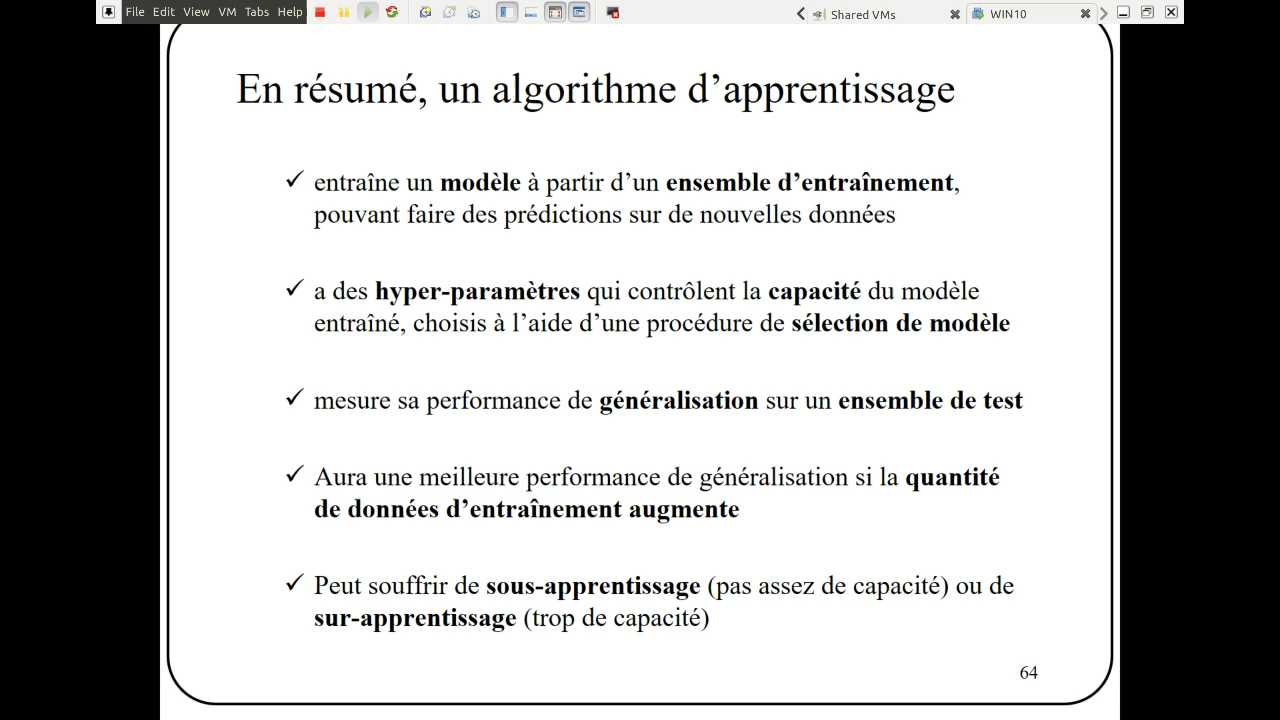 File Edit View VM Tabs Help Shared VMs WIN10
En résumé, un algorithme d’apprentissage
✓ entraîne un modèle à partir d’un ensemble d’entraînement,
pouvant faire des prédictions sur de nouvelles données
✓ a des hyper-paramètres qui contrôlent la capacité du modèle
entraîné, choisis à l’aide d’une procédure de sélection de modèle
✓ mesure sa performance de généralisation sur un ensemble de test
✓ Aura une meilleure performance de généralisation si la quantité
de données d’entraînement augmente
✓ Peut souffrir de sous-apprentissage (pas assez de capacité) ou de
sur-apprentissage (trop de capacité)
64